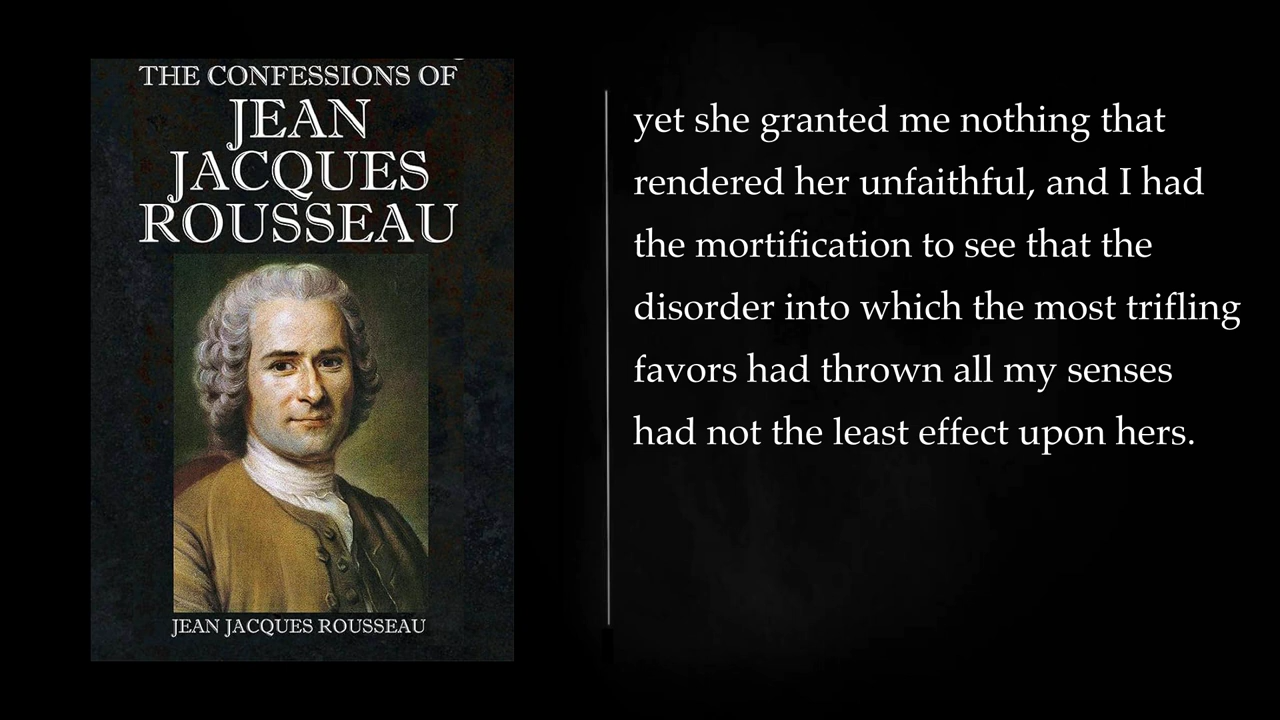 THE CONFESSIONS OF
JEAN
JACQUES
ROUSSEAU
JEAN JACQUES ROUSSEAU
yet she granted me nothing that
rendered her unfaithful, and I had
the mortification to see that the
disorder into which the most trifling
favors had thrown all my senses
had not the least effect upon hers.